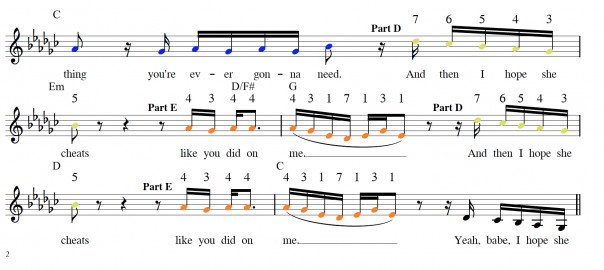 C
Part D 7 6 5 4 3
thing you're ev - er gon - na need. And then I hope she
Em D/F# G
5 Part E 4 3 4 4 4 3 1 7 1 3 1 Part D 7 6 5 4 3
cheats like you did on me. And then I hope she
D C
5 Part E 4 3 4 4 4 3 1 7 1 3 1
cheats like you did on me. Yeah, babe, I hope she
2